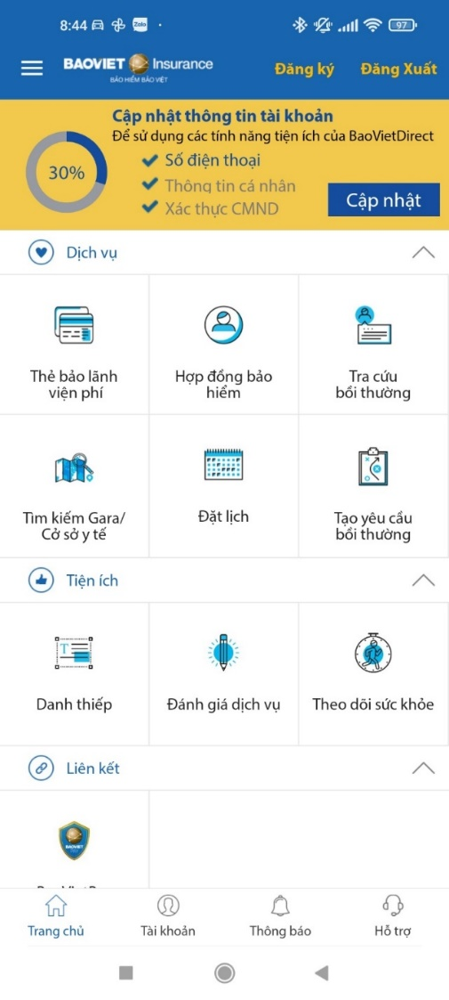 8:44
Zalo
97
BAOVIET Insurance
BẢO HIỂM BẢO VIỆT
Đăng ký
Đăng Xuất
Cập nhật thông tin tài khoản
Để sử dụng các tính năng tiện ích của BaoVietDirect
30%
Số điện thoại
Thông tin cá nhân
Xác thực CMND
Cập nhật
Dịch vụ
Thẻ bảo lãnh
viện phí
Hợp đồng bảo
hiểm
Tra cứu
bồi thường
Tìm kiếm Gara/
Cở sở y tế
Đặt lịch
Tạo yêu cầu
bồi thường
Tiện ích
Danh thiếp
Đánh giá dịch vụ
Theo dõi sức khỏe
Liên kết
BAOVIET
Trang chủ
Tài khoản
Thông báo
Hỗ trợ